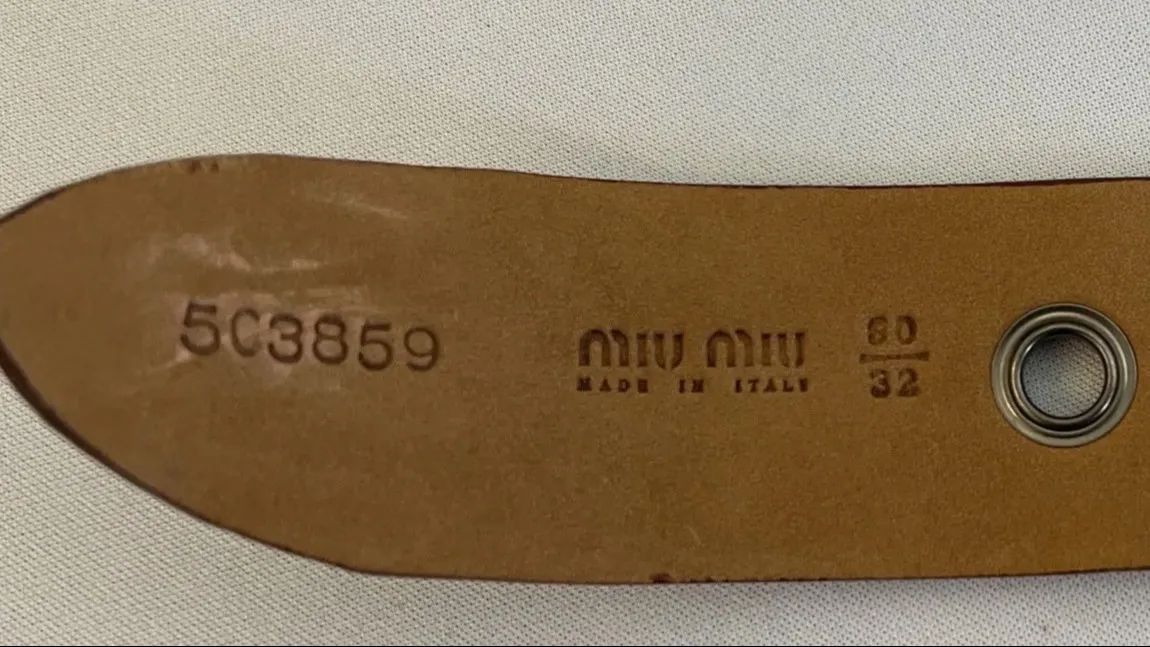 5C3859
MIU MIU
MADE IN ITALY
80
32